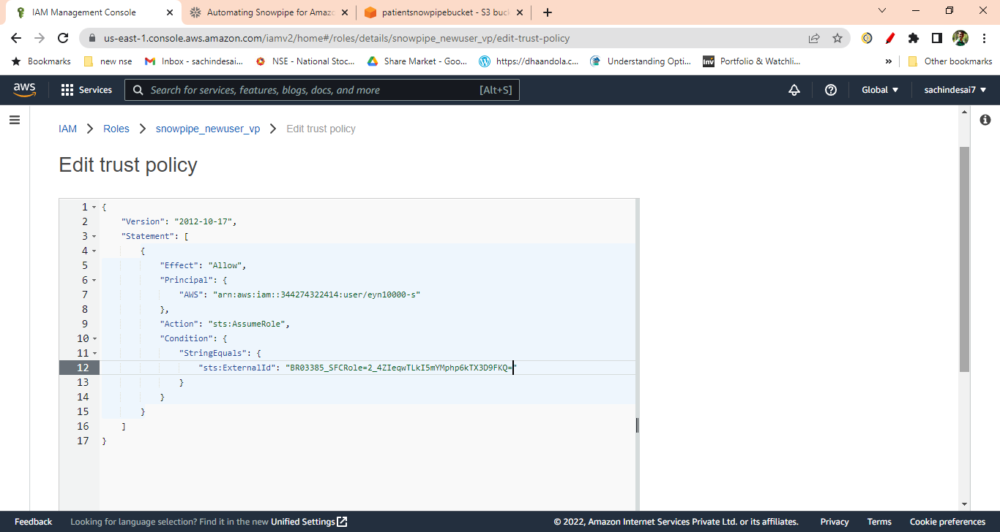 IAM Management Console
Automating Snowpipe for Amazo
patientsnowpipebucket - S3 buck
us-east-1.console.aws.amazon.com/iamv2/home#/roles/details/snowpipe_newuser_vp/edit-trust-policy
Bookmarks
new nse
Inbox - sachindesai...
NSE - National Stoc...
Share Market - Goo...
https://dhaandola.c...
Understanding Opti...
Inv
Portfolio & Watchli...
»
Other bookmarks
aws
Services
Search for services, features, blogs, docs, and more
[Alt+S]
Global
sachindesai7
IAM > Roles > snowpipe_newuser_vp > Edit trust policy
Edit trust policy
1 {
2 "Version": "2012-10-17",
3 "Statement": [
4 {
5 "Effect": "Allow",
6 "Principal": {
7 "AWS": "arn:aws:iam::344274322414:user/eyn10000-s"
8 },
9 "Action": "sts:AssumeRole",
10 "Condition": {
11 "StringEquals": {
12 "sts:ExternalId": "BR03385_SFCRole=2_4ZIeqwTLkI5mYMphp6kTX3D9FKQ="
13 }
14 }
15 }
16 ]
17 }
Feedback
Looking for language selection? Find it in the new Unified Settings
© 2022, Amazon Internet Services Private Ltd. or its affiliates.
Privacy
Terms
Cookie preferences